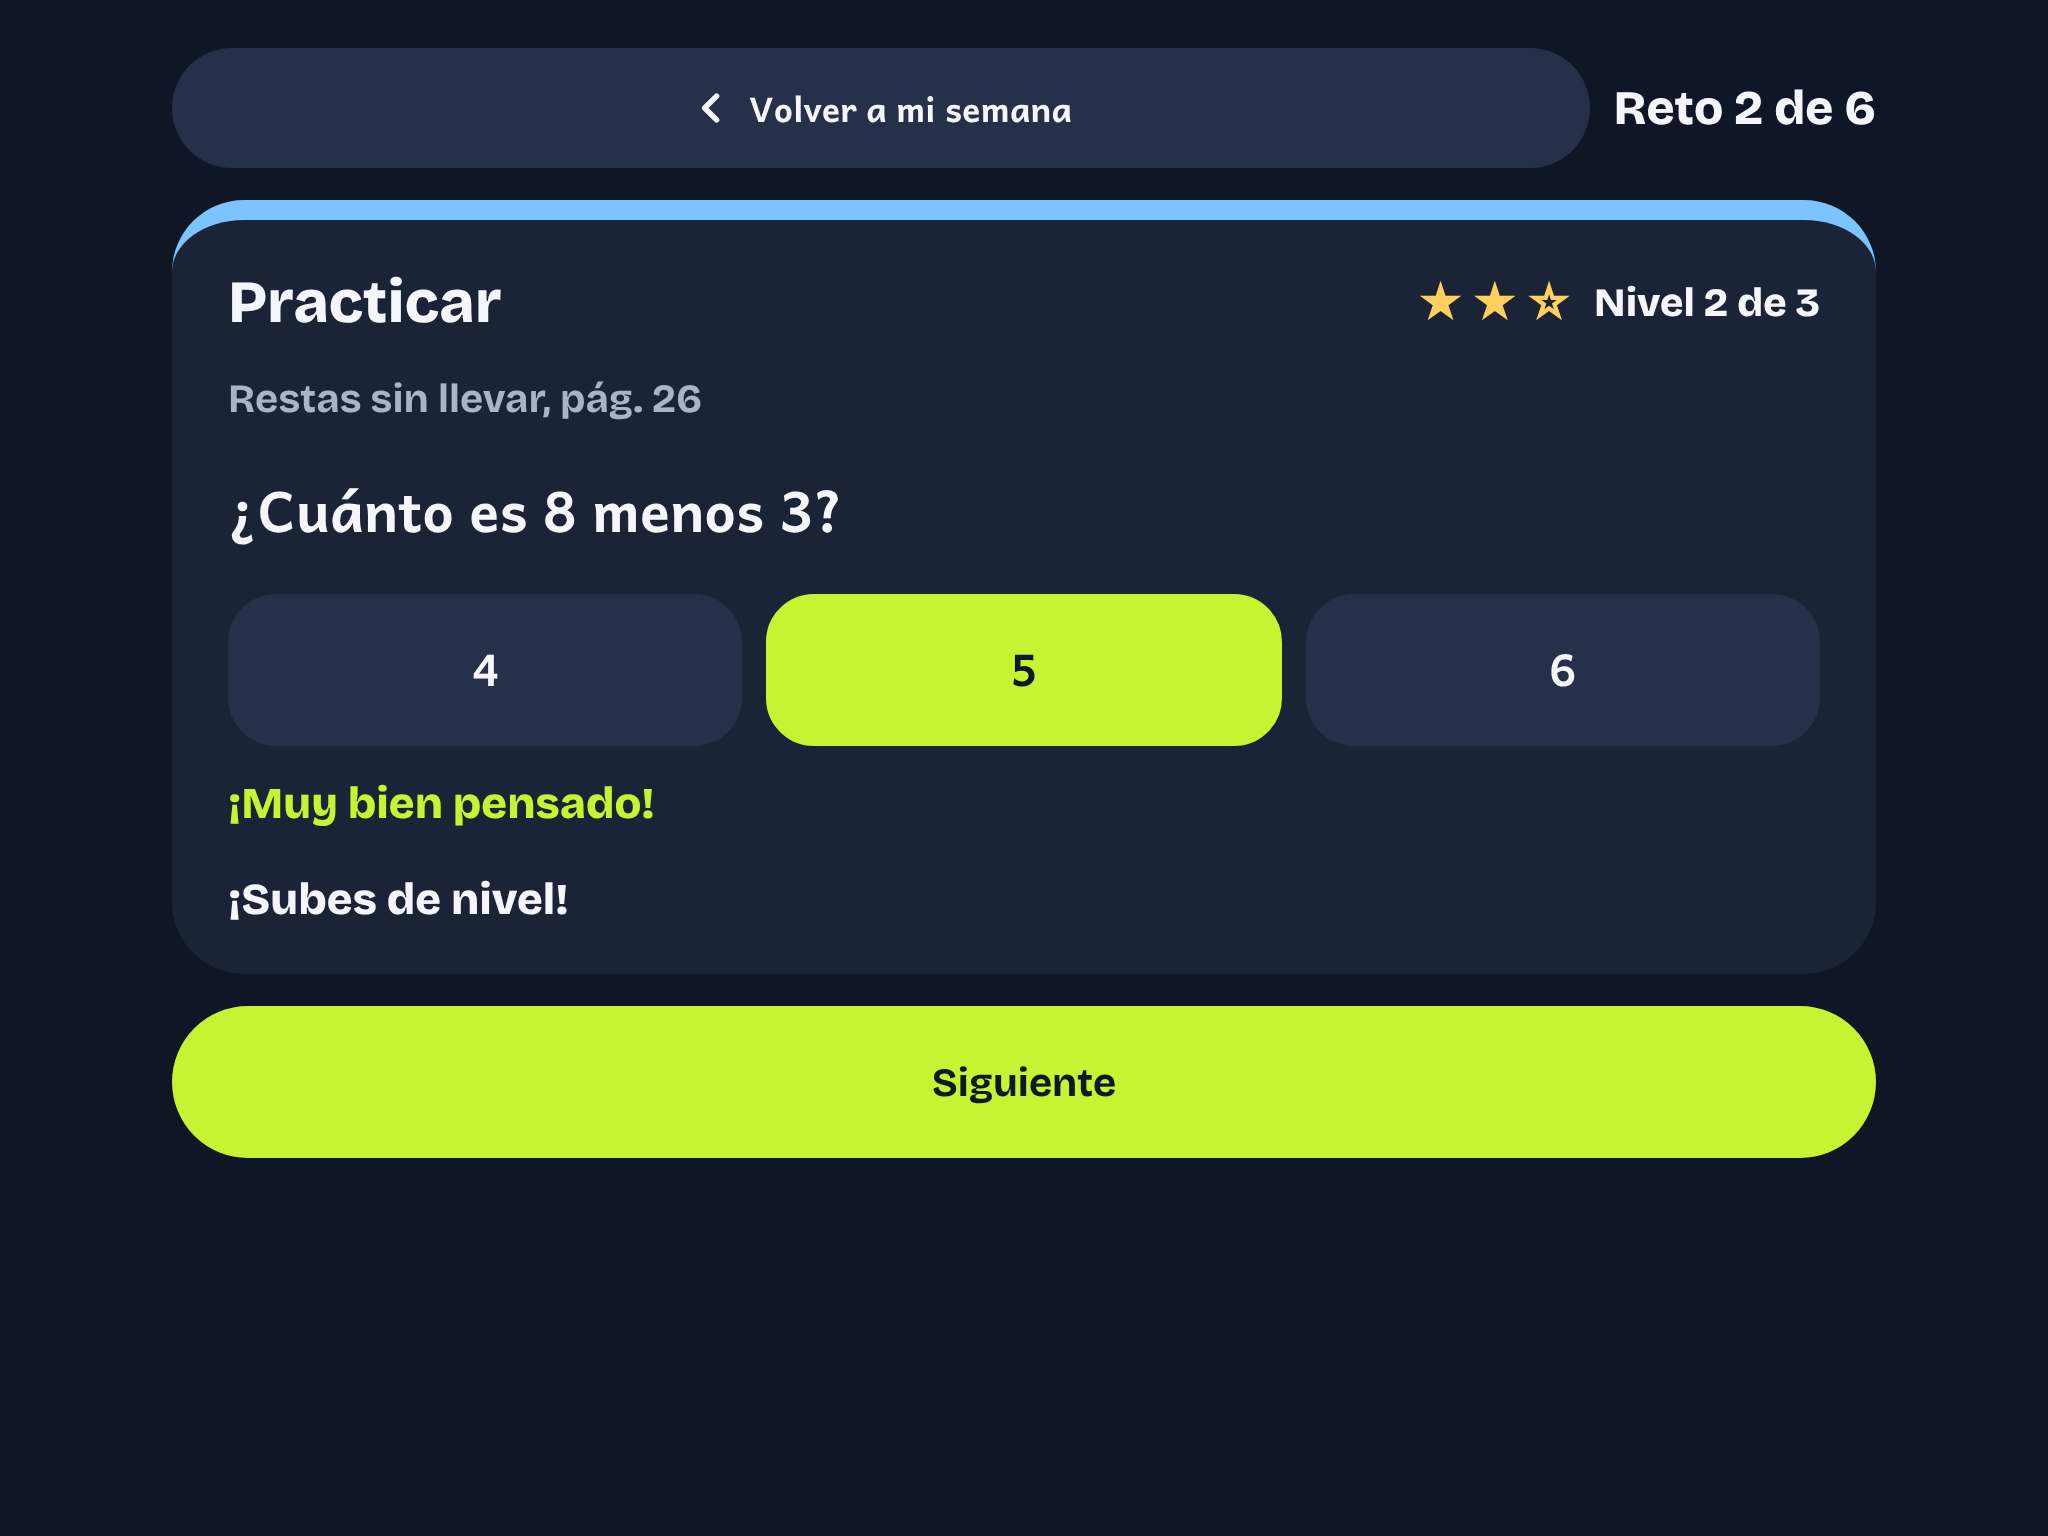 Volver a mi semana
Reto 2 de 6
Practicar
Nivel 2 de 3
Restas sin llevar, pág. 26
¿Cuánto es 8 menos 3?
4
5
6
¡Muy bien pensado!
¡Subes de nivel!
Siguiente